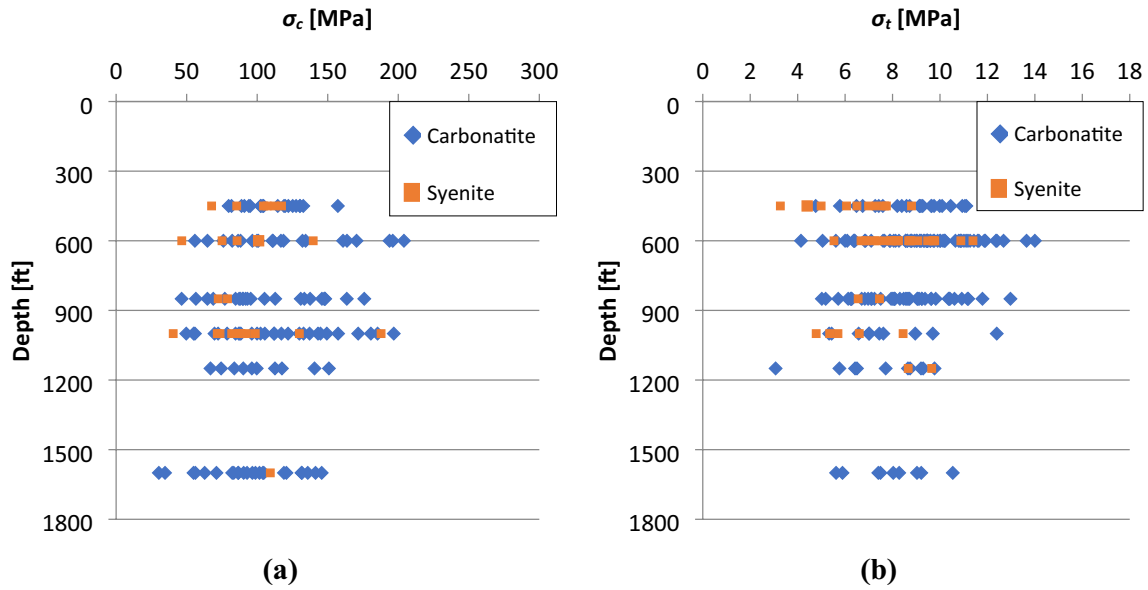 σc [MPa]
0 50 100 150 200 250 300
0
300
600
900
1200
1500
1800
Depth [ft]
Carbonatite
Syenite
(a)
σt [MPa]
0 2 4 6 8 10 12 14 16 18
0
300
600
900
1200
1500
1800
Depth [ft]
Carbonatite
Syenite
(b)